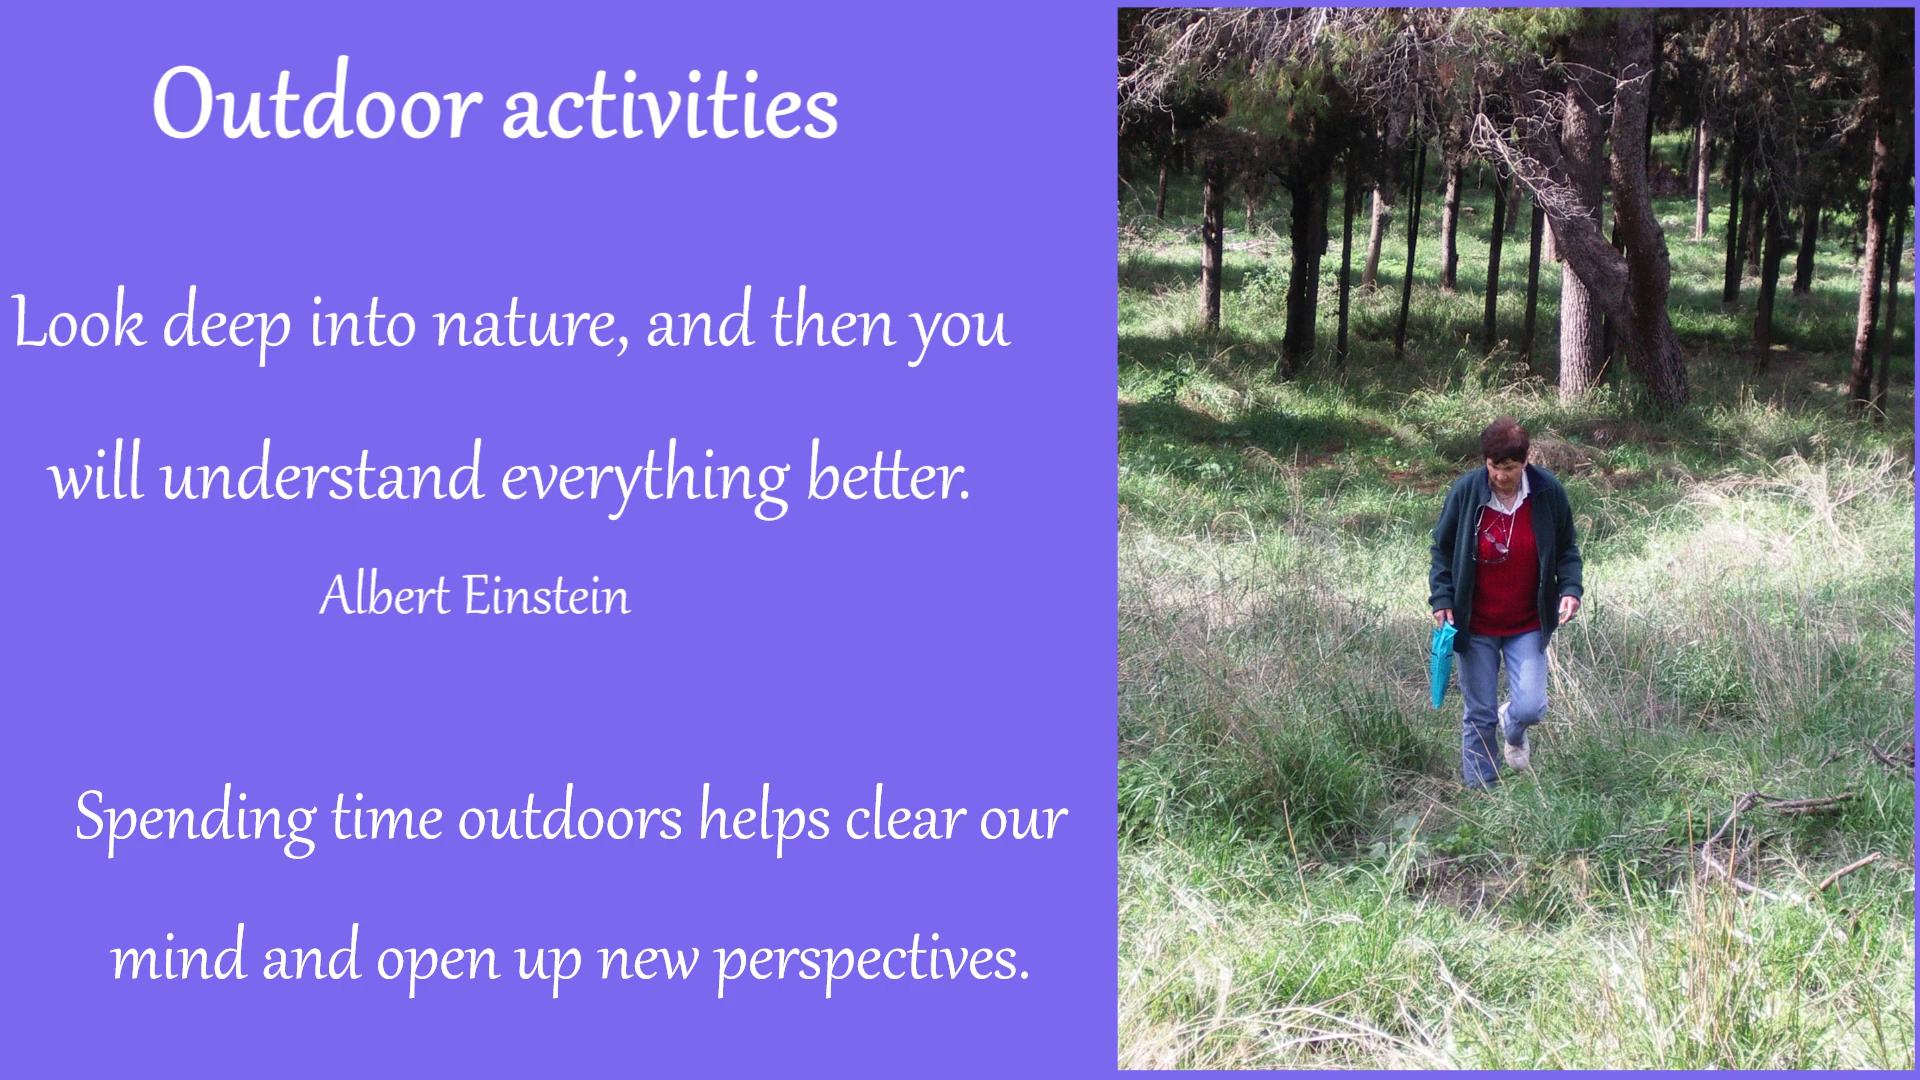 Outdoor activities
Look deep into nature, and then you
will understand everything better.
Albert Einstein
Spending time outdoors helps clear our
mind and open up new perspectives.